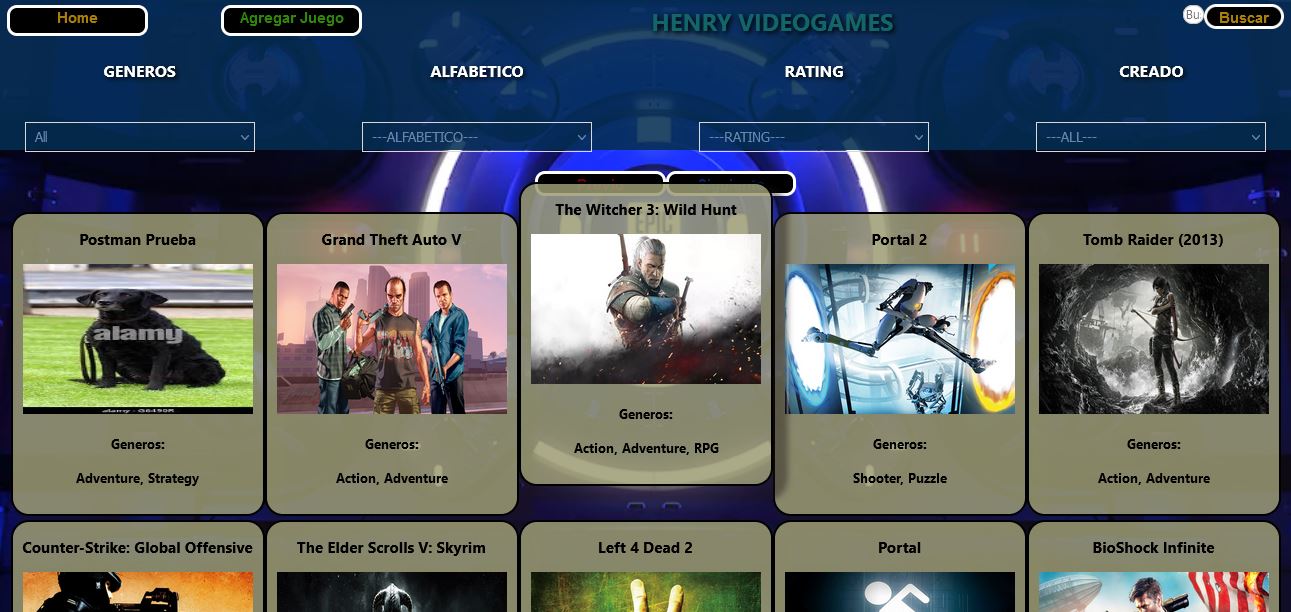 Home
Agregar Juego
HENRY VIDEOGAMES
Bu
Buscar
GENEROS
ALFABETICO
RATING
CREADO
All
---ALFABETICO---
---RATING---
---ALL---
The Witcher 3: Wild Hunt
EPIC
Postman Prueba
Grand Theft Auto V
Portal 2
Tomb Raider (2013)
alamy
Generos:
Action, Adventure, RPG
alamy - G6490R
Generos:
Generos:
Generos:
Generos:
Adventure, Strategy
Action, Adventure
Shooter, Puzzle
Action, Adventure
Counter-Strike: Global Offensive
The Elder Scrolls V: Skyrim
Left 4 Dead 2
Portal
BioShock Infinite